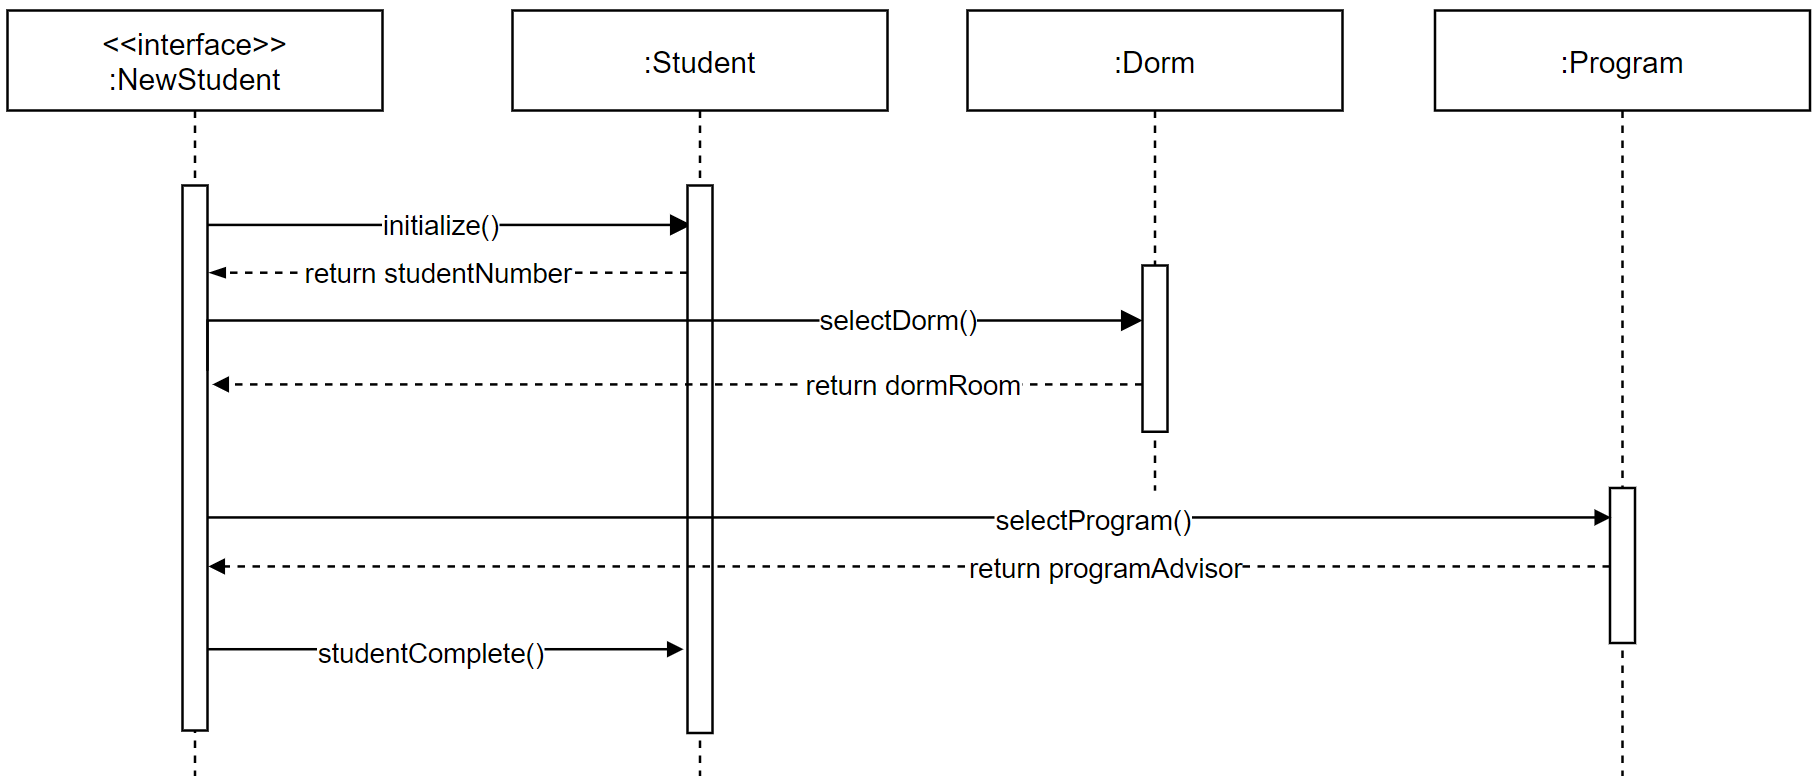 <<interface>>
:NewStudent
:Student
:Dorm
:Program
initialize()
return studentNumber
selectDorm()
return dormRoom
selectProgram()
return programAdvisor
studentComplete()